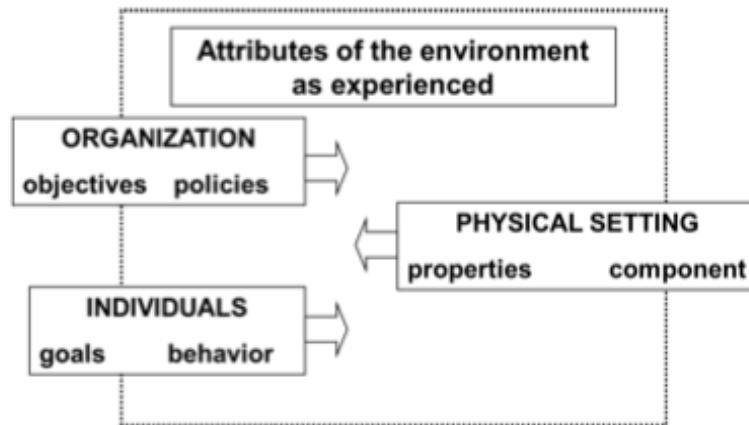 Attributes of the environment
as experienced
ORGANIZATION
objectives policies
PHYSICAL SETTING
properties component
INDIVIDUALS
goals behavior